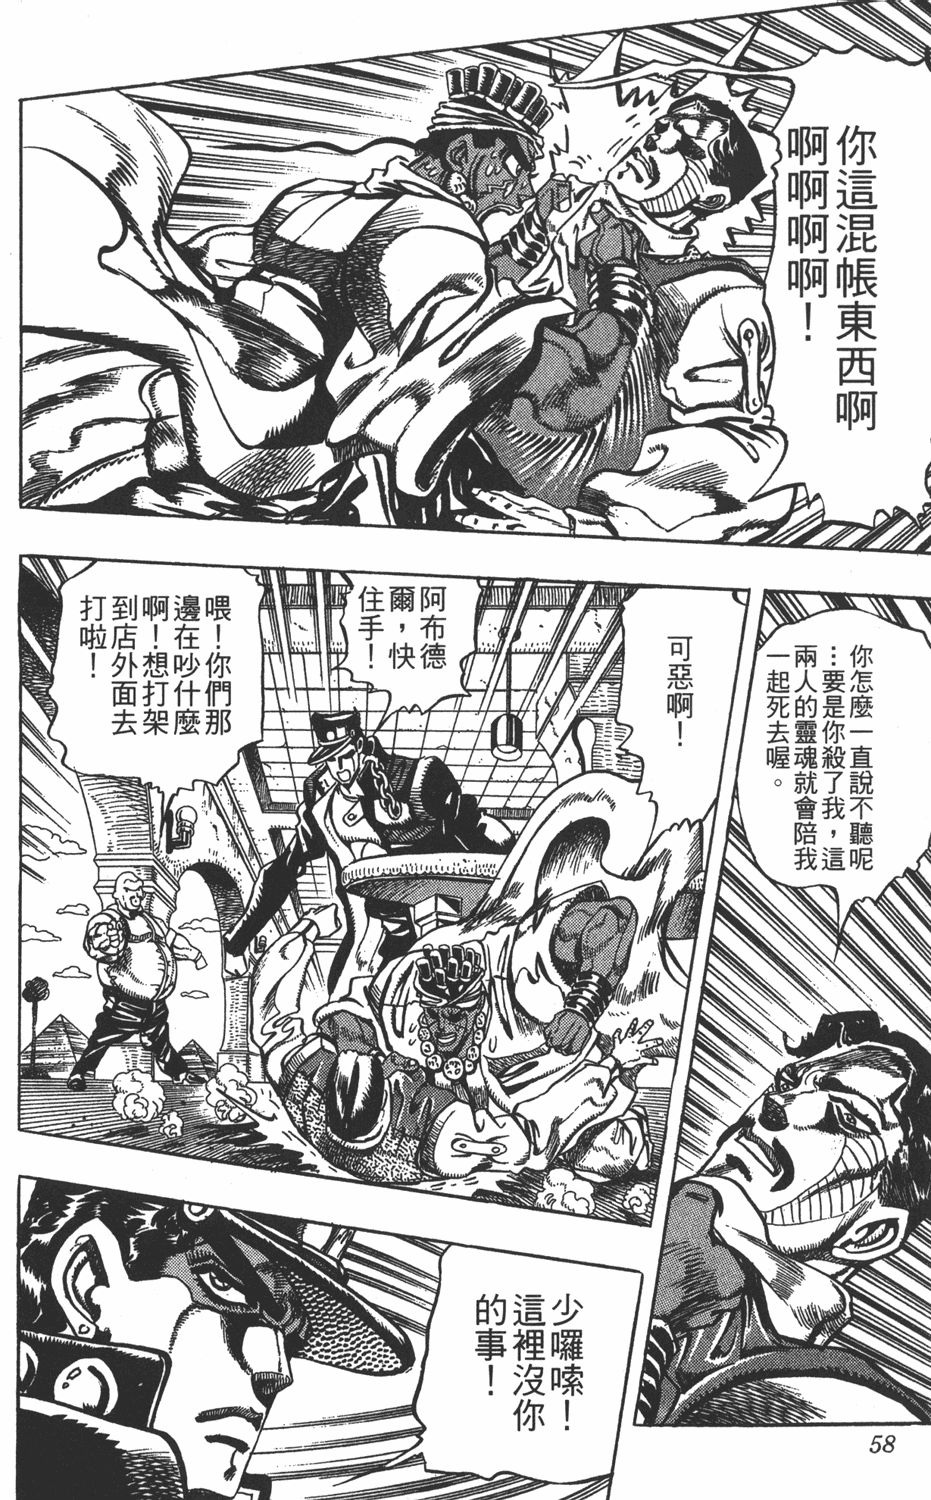 你這混帳東西啊
啊啊啊啊！
你怎麼一直說不聽呢
…要是你殺了我，這
兩人的靈魂就會陪我
一起死去喔。
可惡啊！
阿布德
爾，快
住手！
喂！你們那
邊在吵什麼
啊！想打架
到店外面去
打啦！
少囉嗦！
這裡沒你
的事！
58